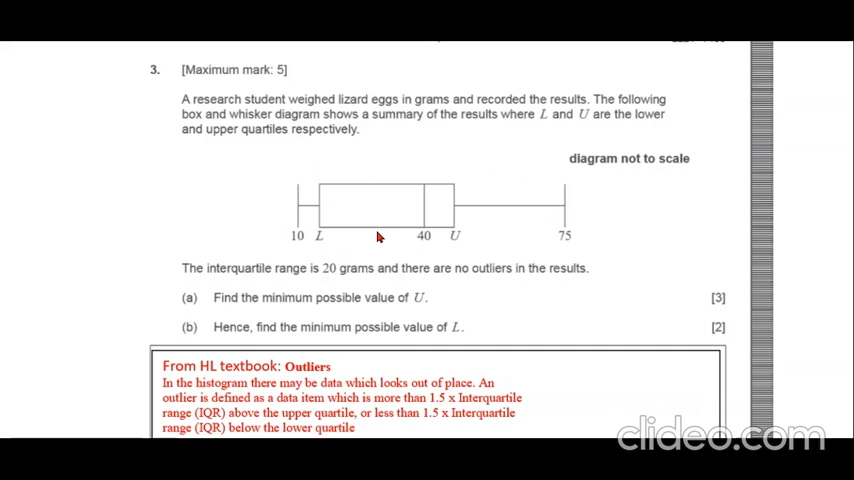 3. [Maximum mark: 5]
A research student weighed lizard eggs in grams and recorded the results. The following
box and whisker diagram shows a summary of the results where L and U are the lower
and upper quartiles respectively.
diagram not to scale
10 L 40 U 75
The interquartile range is 20 grams and there are no outliers in the results.
(a) Find the minimum possible value of U. [3]
(b) Hence, find the minimum possible value of L. [2]
From HL textbook: Outliers
In the histogram there may be data which looks out of place. An
outlier is defined as a data item which is more than 1.5 x Interquartile
range (IQR) above the upper quartile, or less than 1.5 x Interquartile
range (IQR) below the lower quartile
clideo.com